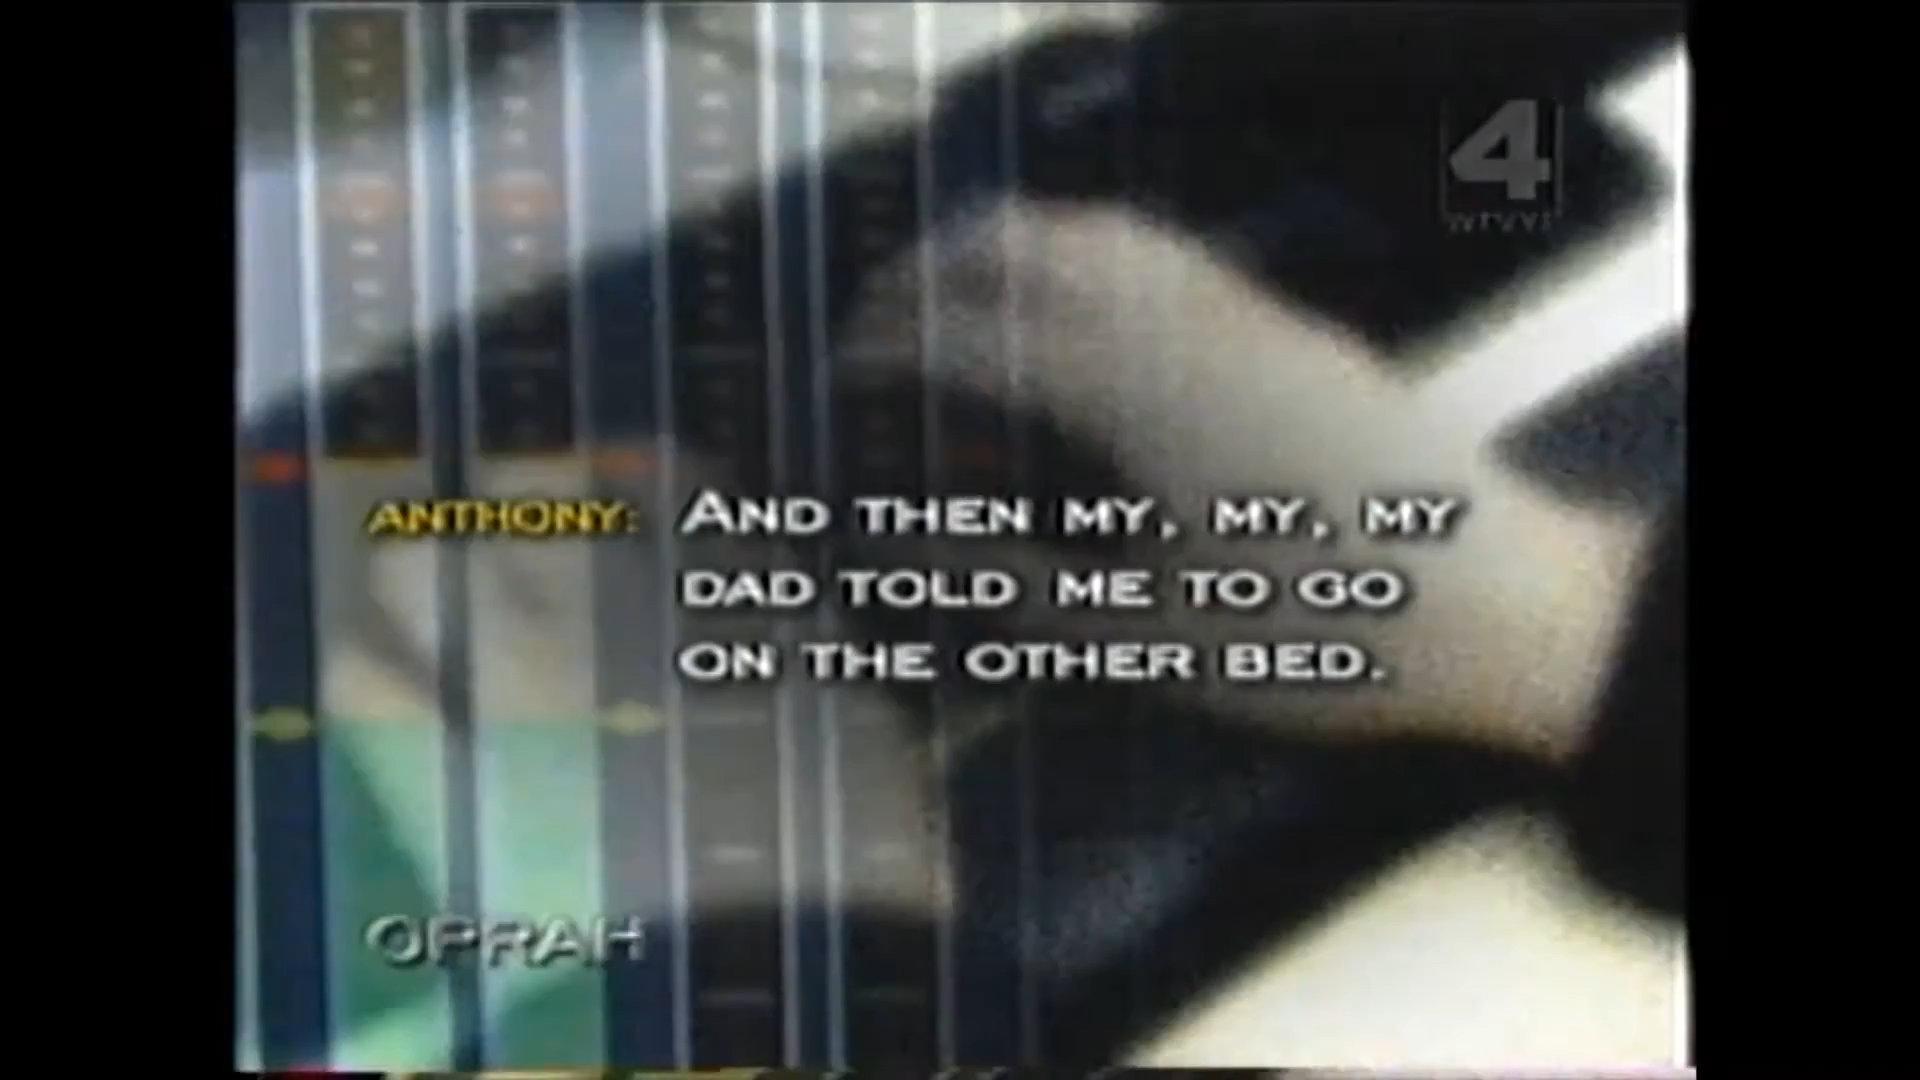 4
ANTHONY: AND THEN MY, MY, MY
DAD TOLD ME TO GO
ON THE OTHER BED.
OPRAH